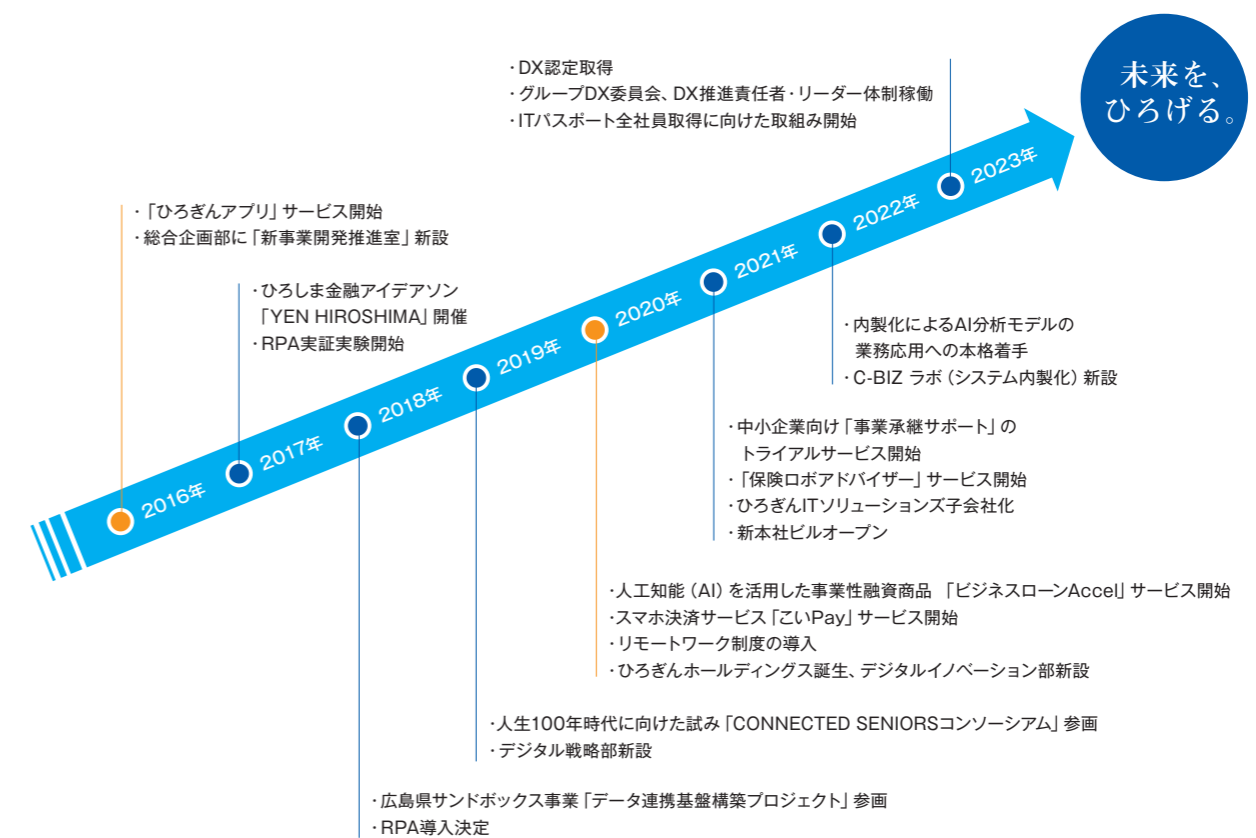 未来を、
ひろげる。
・DX認定取得
・グループDX委員会、DX推進責任者・リーダー体制稼働
・ITパスポート全社員取得に向けた取組み開始
2023年
2022年
2021年
2020年
2019年
2018年
2017年
2016年
・「ひろぎんアプリ」サービス開始
・総合企画部に「新事業開発推進室」新設
・ひろしま金融アイデアソン
「YEN HIROSHIMA」開催
・RPA実証実験開始
・内製化によるAI分析モデルの
業務応用への本格着手
・C-BIZ ラボ（システム内製化）新設
・中小企業向け「事業承継サポート」の
トライアルサービス開始
・「保険ロボアドバイザー」サービス開始
・ひろぎんITソリューションズ子会社化
・新本社ビルオープン
・人工知能（AI）を活用した事業性融資商品 「ビジネスローンAccel」サービス開始
・スマホ決済サービス「こいPay」サービス開始
・リモートワーク制度の導入
・ひろぎんホールディングス誕生、デジタルイノベーション部新設
・人生100年時代に向けた試み「CONNECTED SENIORSコンソーシアム」参画
・デジタル戦略部新設
・広島県サンドボックス事業「データ連携基盤構築プロジェクト」参画
・RPA導入決定